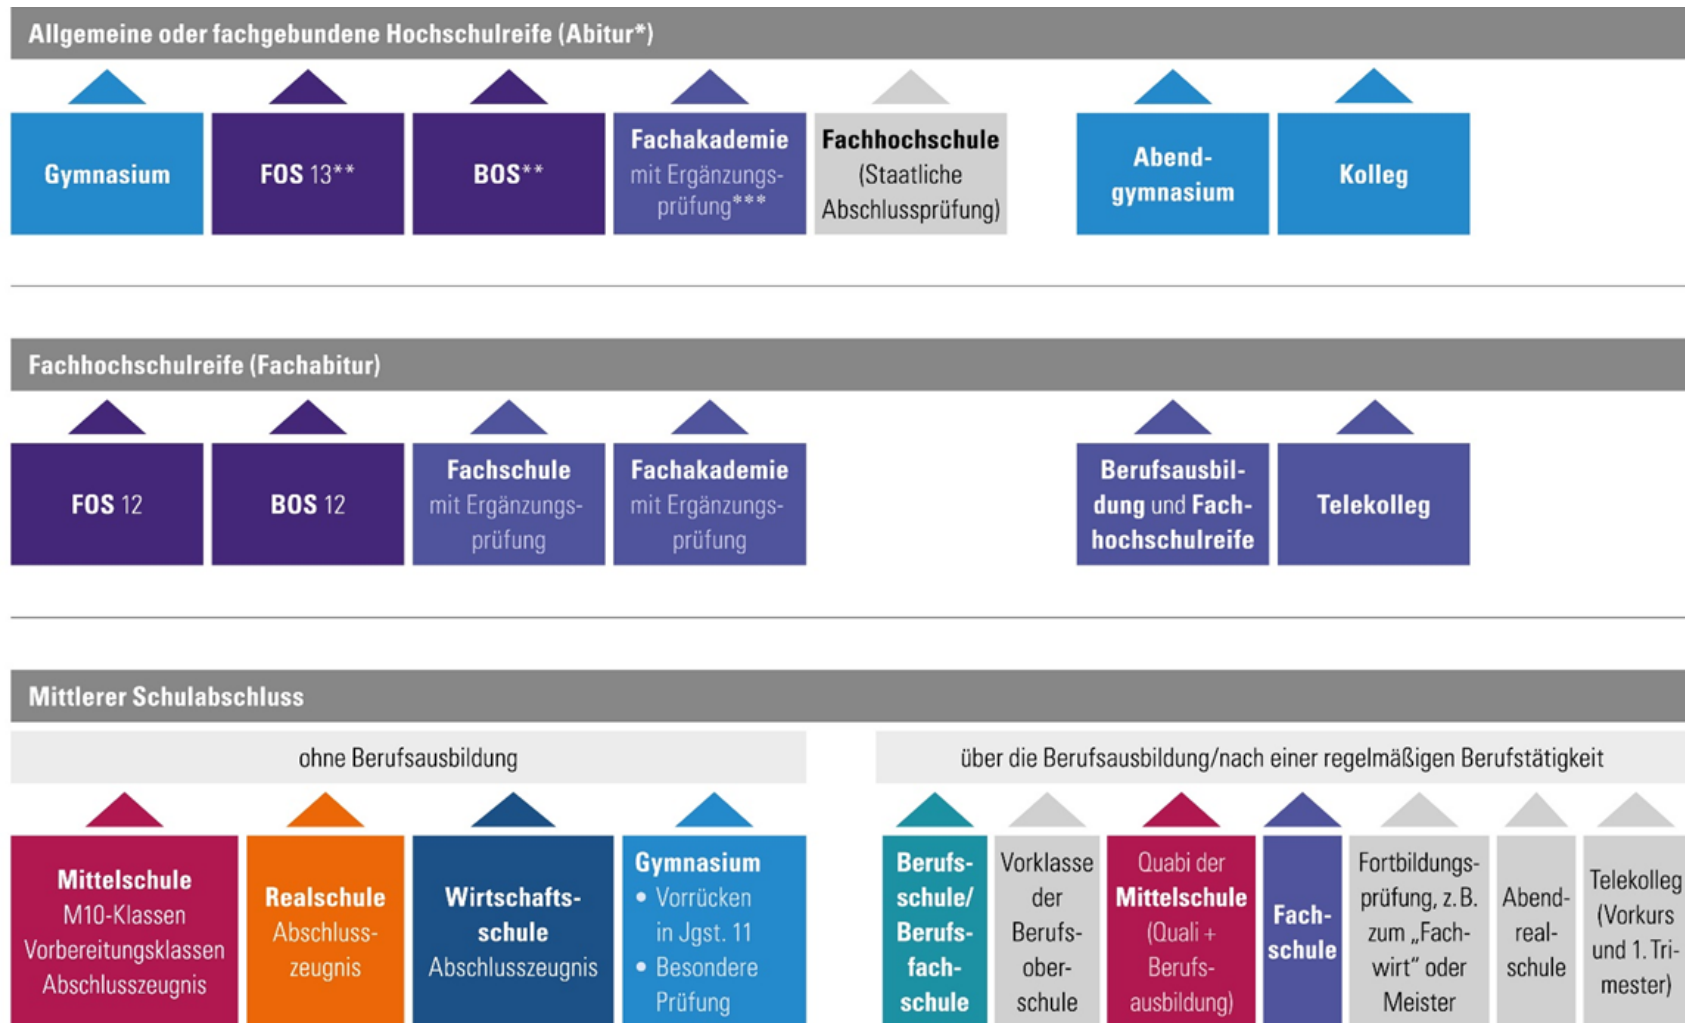 Allgemeine oder fachgebundene Hochschulreife (Abitur*)
Gymnasium
FOS 13**
BOS**
Fachakademie
mit Ergänzungs-
prüfung***
Fachhochschule
(Staatliche
Abschlussprüfung)
Abend-
gymnasium
Kolleg
Fachhochschulreife (Fachabitur)
FOS 12
BOS 12
Fachschule
mit Ergänzungs-
prüfung
Fachakademie
mit Ergänzungs-
prüfung
Berufsausbil-
dung und Fach-
hochschulreife
Telekolleg
Mittlerer Schulabschluss
ohne Berufsausbildung
über die Berufsausbildung/nach einer regelmäßigen Berufstätigkeit
Mittelschule
M10-Klassen
Vorbereitungsklassen
Abschlusszeugnis
Realschule
Abschluss-
zeugnis
Wirtschafts-
schule
Abschlusszeugnis
Gymnasium
• Vorrücken
in Jgst. 11
• Besondere
Prüfung
Berufs-
schule/
Berufs-
fach-
schule
Vorklasse
der
Berufs-
ober-
schule
Quabi der
Mittelschule
(Quali +
Berufs-
ausbildung)
Fach-
schule
Fortbildungs-
prüfung, z. B.
zum „Fach-
wirt“ oder
Meister
Abend-
real-
schule
Telekolleg
(Vorkurs
und 1. Tri-
mester)